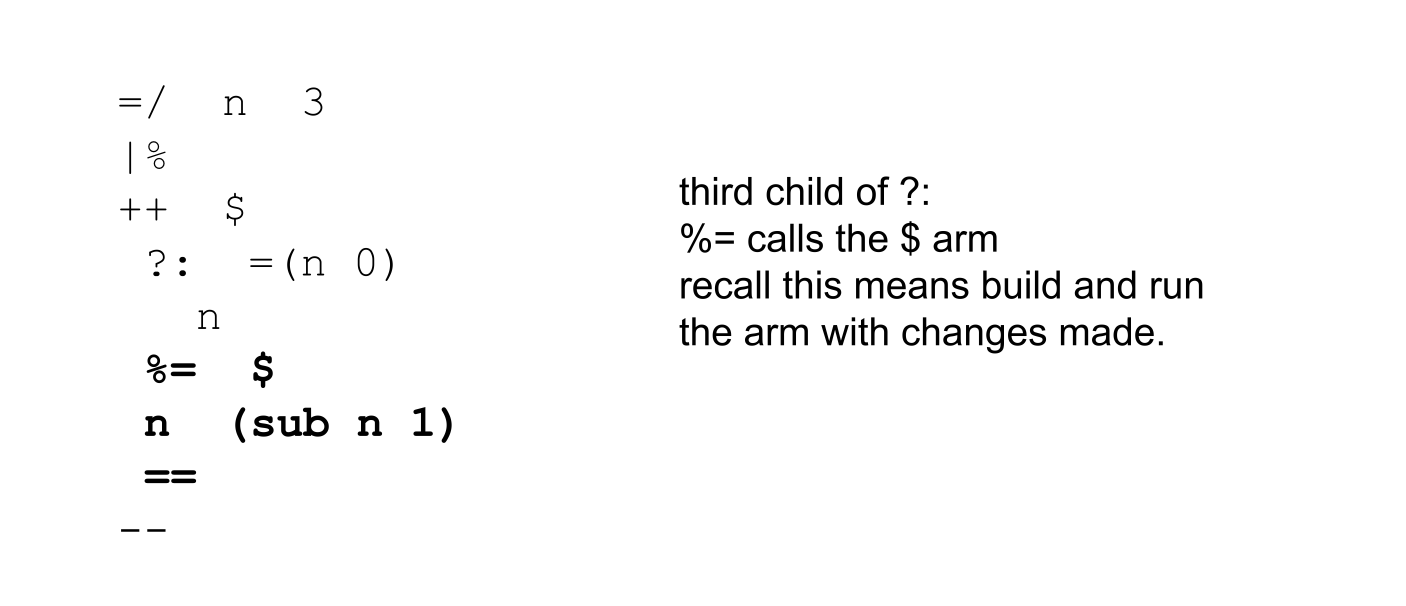 =/  n  3
|%
++  $
 ?:  =(n 0)
   n
 %=  $
 n  (sub n 1)
 ==
--
third child of ?:
%= calls the $ arm
recall this means build and run
the arm with changes made.